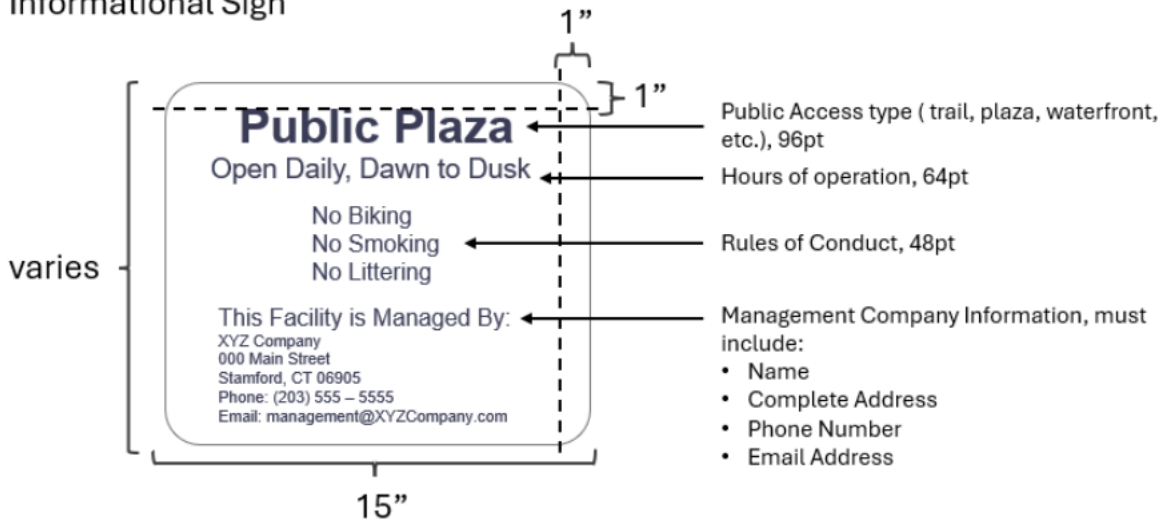 Informational Sign
1”
1”
Public Plaza
Open Daily, Dawn to Dusk
No Biking
No Smoking
No Littering
This Facility is Managed By:
XYZ Company
000 Main Street
Stamford, CT 06905
Phone: (203) 555 – 5555
Email: management@XYZCompany.com
varies
15”
Public Access type ( trail, plaza, waterfront,
etc.), 96pt
Hours of operation, 64pt
Rules of Conduct, 48pt
Management Company Information, must
include:
• Name
• Complete Address
• Phone Number
• Email Address